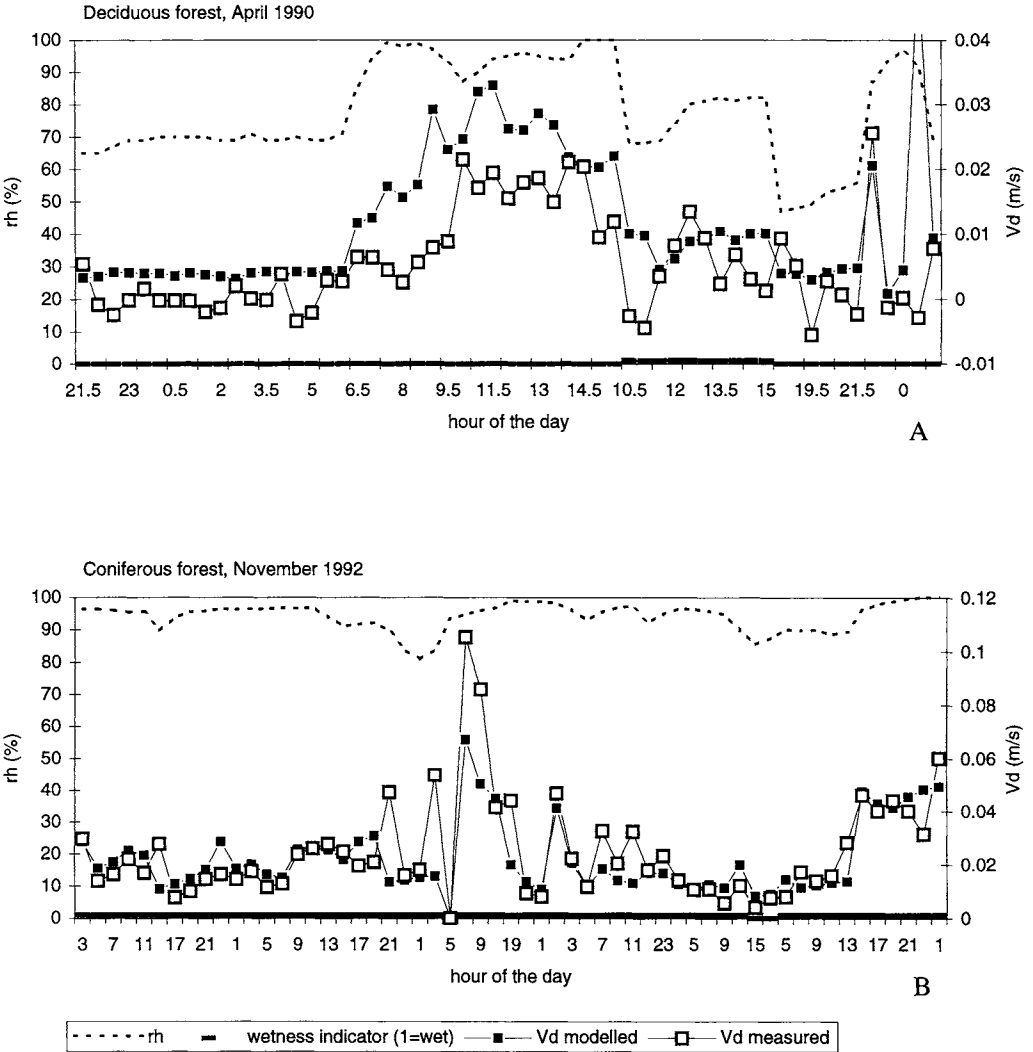 Deciduous forest, April 1990
100 90 80 70 60 50 40 30 20 10 0
rh (%)
0.04 0.03 0.02 0.01 0 -0.01
Vd (m/s)
21.5 23 0.5 2 3.5 5 6.5 8 9.5 11.5 13 14.5 10.5 12 13.5 15 19.5 21.5 0
hour of the day
A
Coniferous forest, November 1992
100 90 80 70 60 50 40 30 20 10 0
rh (%)
0.12 0.1 0.08 0.06 0.04 0.02 0
Vd (m/s)
3 7 11 17 21 1 5 9 13 17 21 1 5 9 19 1 3 7 11 23 5 9 15 5 9 13 17 21 1
hour of the day
B
rh wetness indicator (1=wet) Vd modelled Vd measured